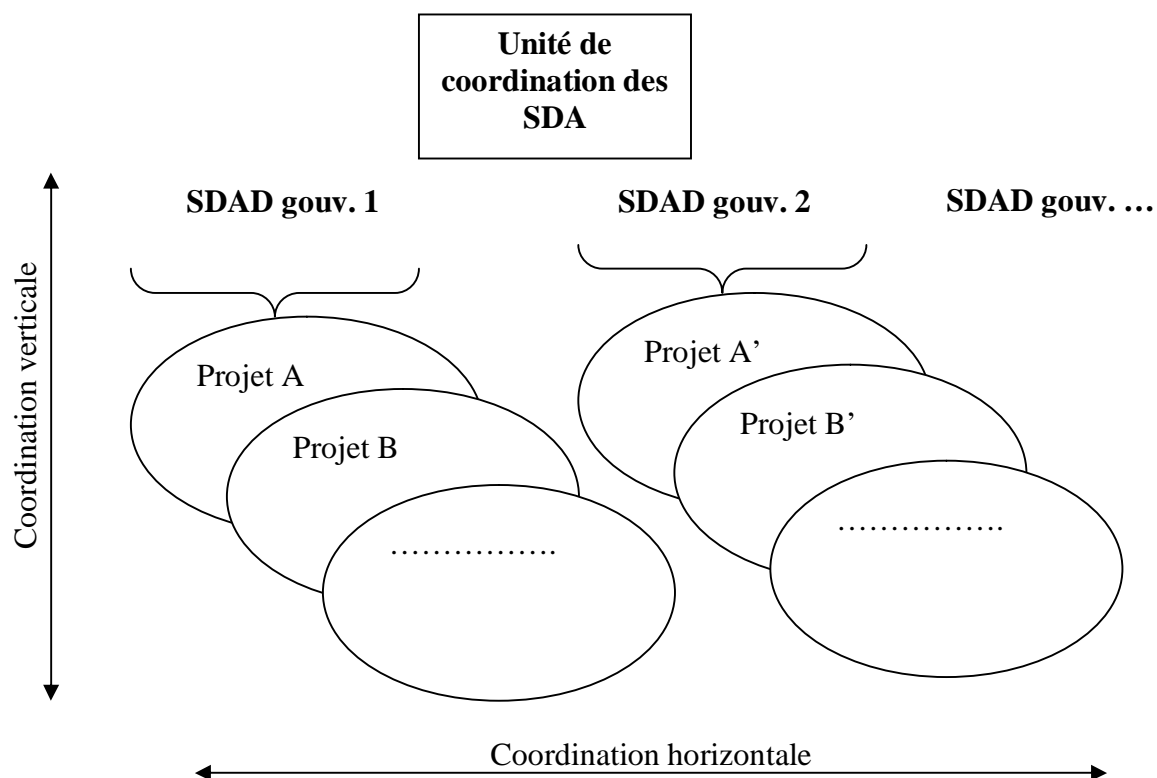 Unité de
coordination des
SDA
SDAD gouv. 1
SDAD gouv. 2
SDAD gouv. …
Coordination verticale
Projet A
Projet B
…………….
Projet A’
Projet B’
…………….
Coordination horizontale